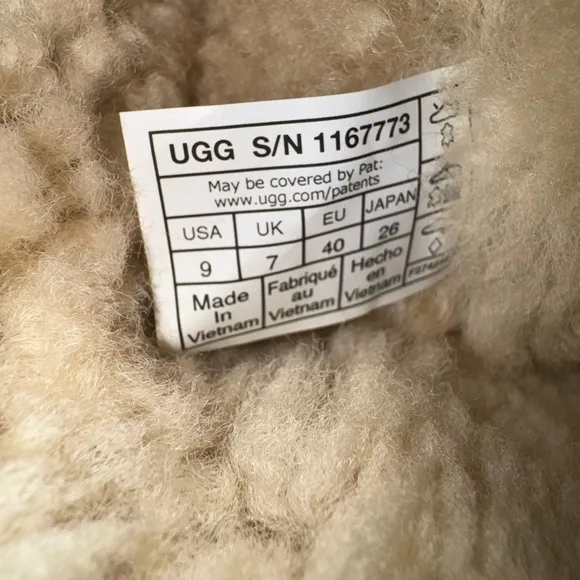 UGG S/N 1167773
May be covered by Pat:
www.ugg.com/patents
USA UK EU JAPAN
9 7 40 26
Made In Vietnam
Fabriqué au Vietnam
Hecho en Vietnam